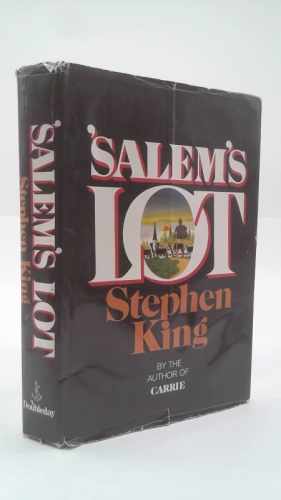 'SALEM'S LOT
Stephen King
Doubleday
'SALEM'S
LOT
Stephen
King
BY THE
AUTHOR OF
CARRIE